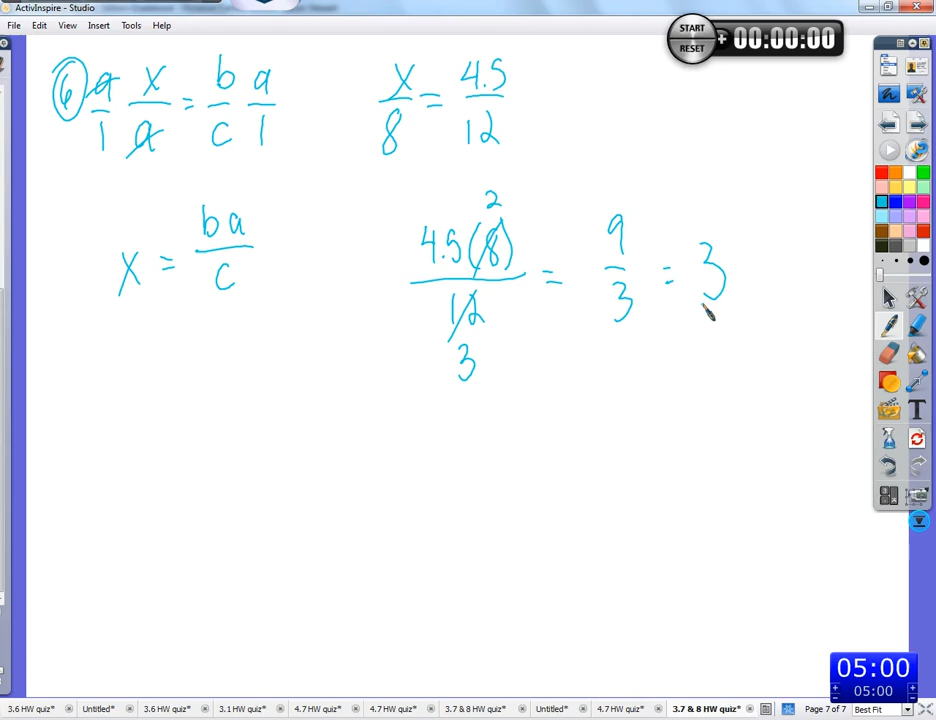 ActivInspire - Studio
File Edit View Insert Tools Help
START
RESET
00:00:00
6 a/1 x/a = b/c a/1
x/8 = 4.5/12
x = ba/c
2
4.5(8)/12 = 9/3 = 3
3
T
05:00
05:00
3.6 HW quiz* Untitled* 3.6 HW quiz* 3.1 HW quiz* 4.7 HW quiz* 4.7 HW quiz* 3.7 & 8 HW quiz* Untitled* 4.7 HW quiz* 3.7 & 8 HW quiz* Page 7 of 7 Best Fit